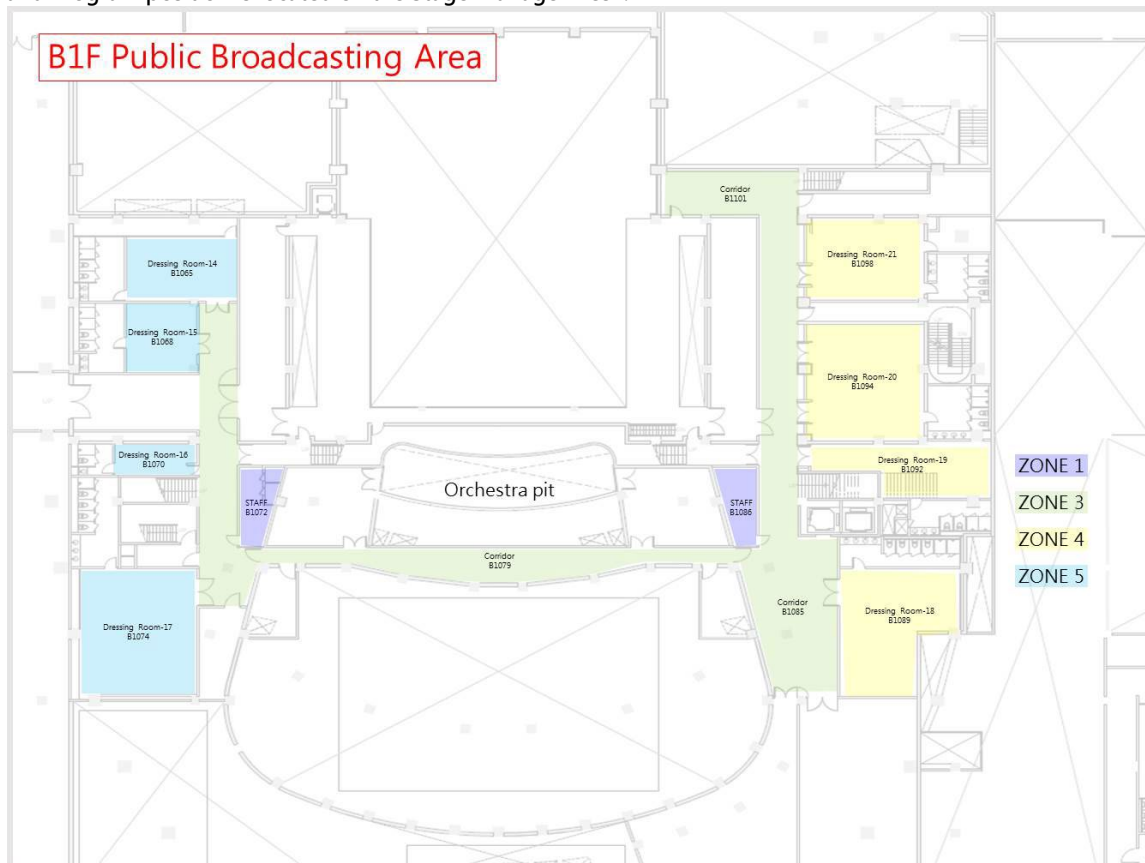 B1F Public Broadcasting Area
Corridor
B1101
Dressing Room-14
B1065
Dressing Room-21
B1098
Dressing Room-15
B1068
Dressing Room-20
B1094
Dressing Room-16
B1070
Dressing Room-19
B1092
ZONE 1
Orchestra pit
STAFF
B1072
STAFF
B1086
ZONE 3
ZONE 4
Corridor
B1079
ZONE 5
Corridor
B1085
Dressing Room-18
B1089
Dressing Room-17
B1074